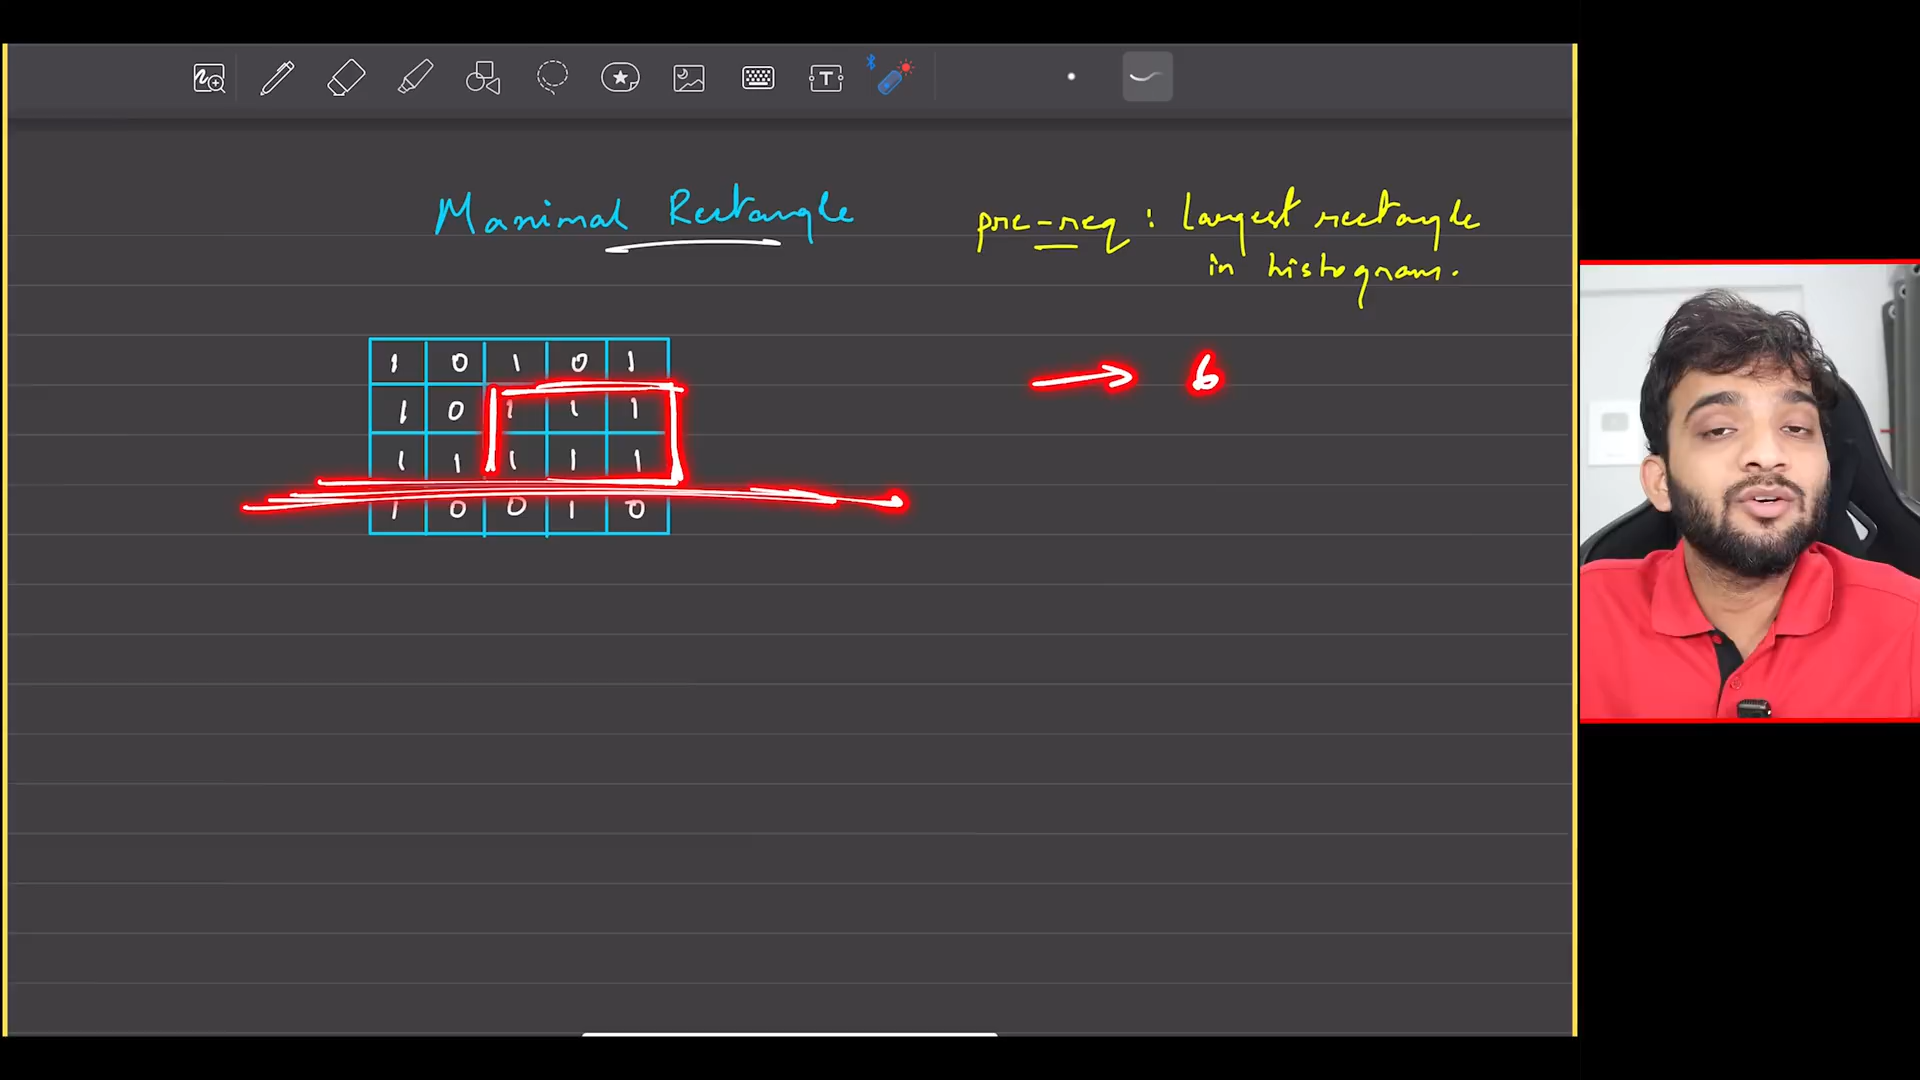 Maximal Rectangle
pre-req : largest rectangle
in histogram.
1 0 1 0 1
1 0 1 1 1
1 1 1 1 1
1 0 0 1 0
6